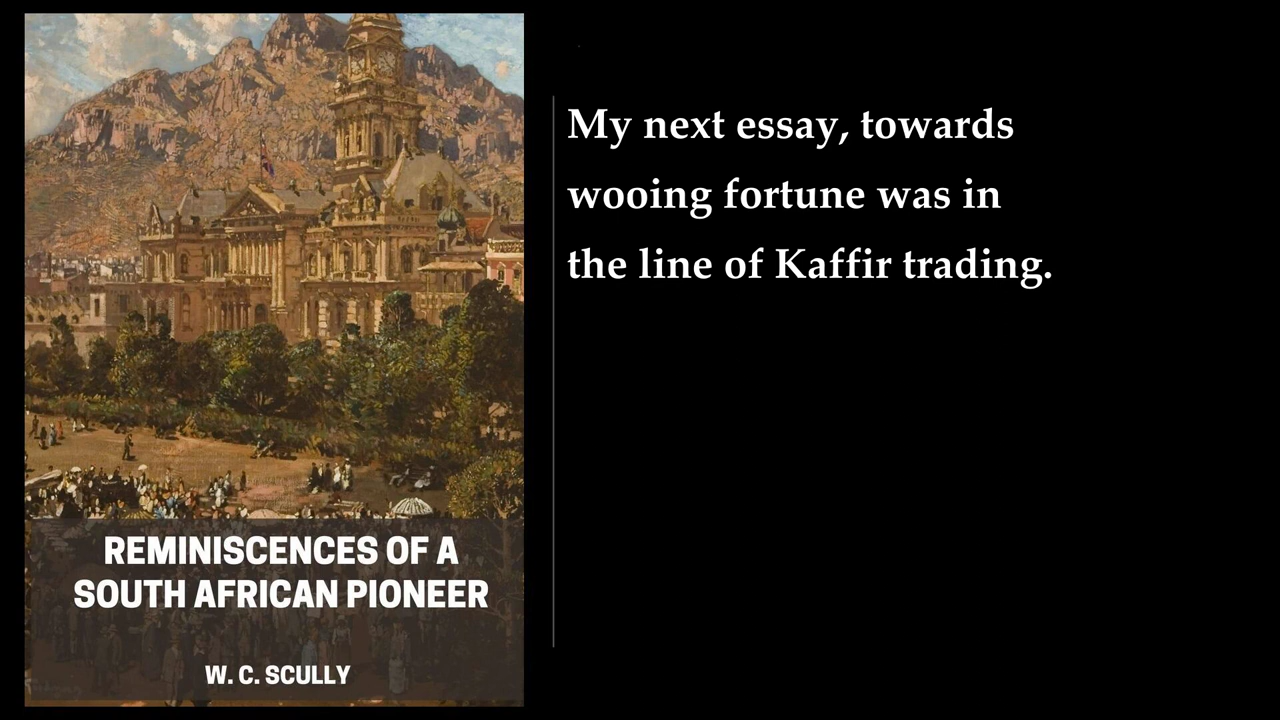 My next essay, towards
wooing fortune was in
the line of Kaffir trading.
REMINISCENCES OF A
SOUTH AFRICAN PIONEER
W. C. SCULLY